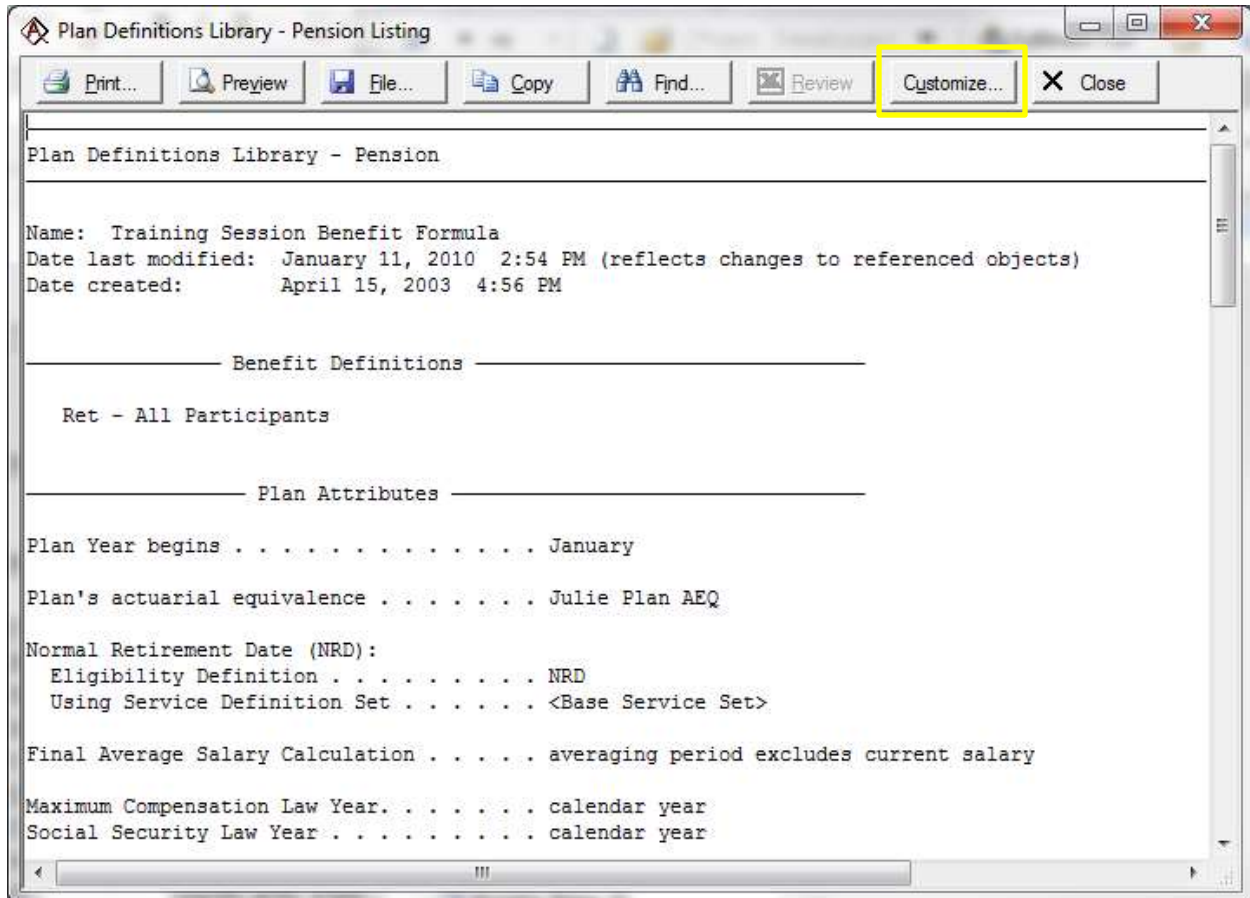 Plan Definitions Library - Pension Listing
Print... Preview File... Copy Find... Review Customize... Close
Plan Definitions Library - Pension
Name:  Training Session Benefit Formula
Date last modified:  January 11, 2010  2:54 PM (reflects changes to referenced objects)
Date created:        April 15, 2003  4:56 PM
Benefit Definitions
Ret - All Participants
Plan Attributes
Plan Year begins . . . . . . . . . . . . . January
Plan's actuarial equivalence . . . . . . . Julie Plan AEQ
Normal Retirement Date (NRD):
Eligibility Definition . . . . . . . . . NRD
Using Service Definition Set . . . . . . <Base Service Set>
Final Average Salary Calculation . . . . . averaging period excludes current salary
Maximum Compensation Law Year. . . . . . . calendar year
Social Security Law Year . . . . . . . . . calendar year